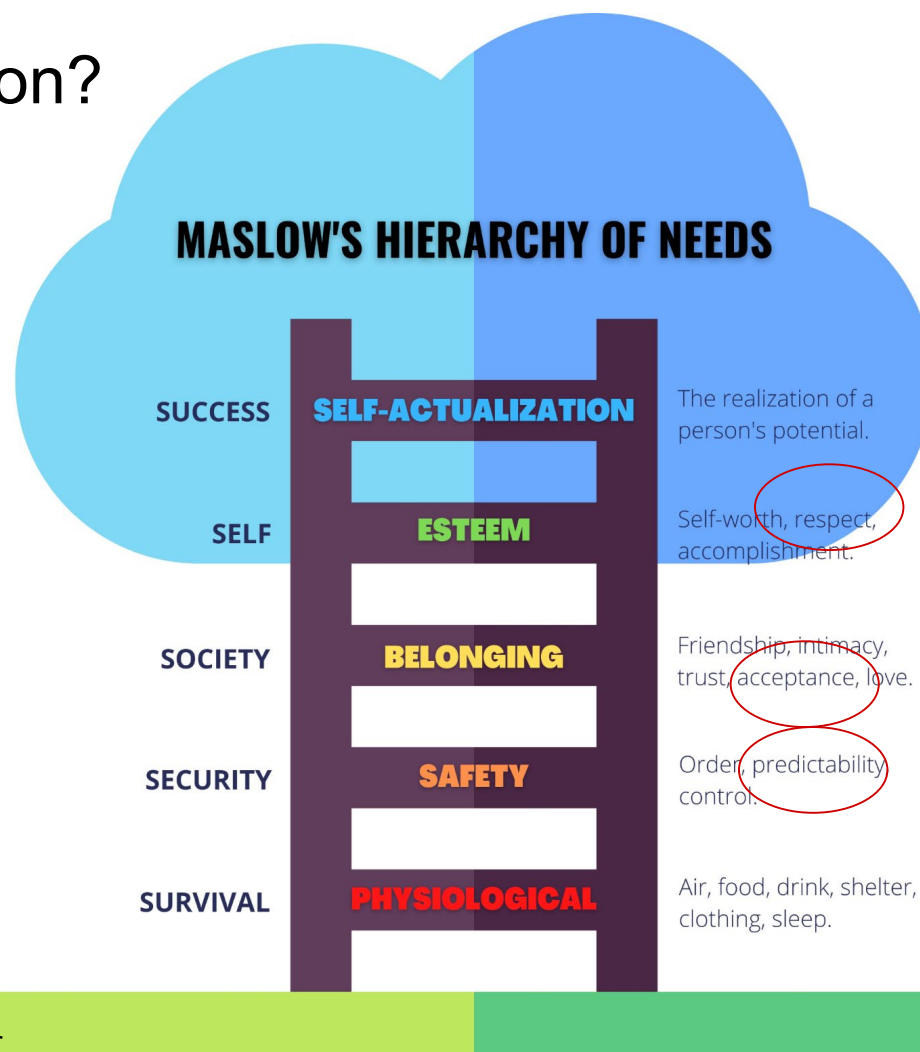 on?
MASLOW'S HIERARCHY OF NEEDS
SUCCESS
SELF-ACTUALIZATION
The realization of a
person's potential.
SELF
ESTEEM
Self-worth, respect,
accomplishment.
SOCIETY
BELONGING
Friendship, intimacy,
trust, acceptance, love.
SECURITY
SAFETY
Order, predictability
control.
SURVIVAL
PHYSIOLOGICAL
Air, food, drink, shelter,
clothing, sleep.